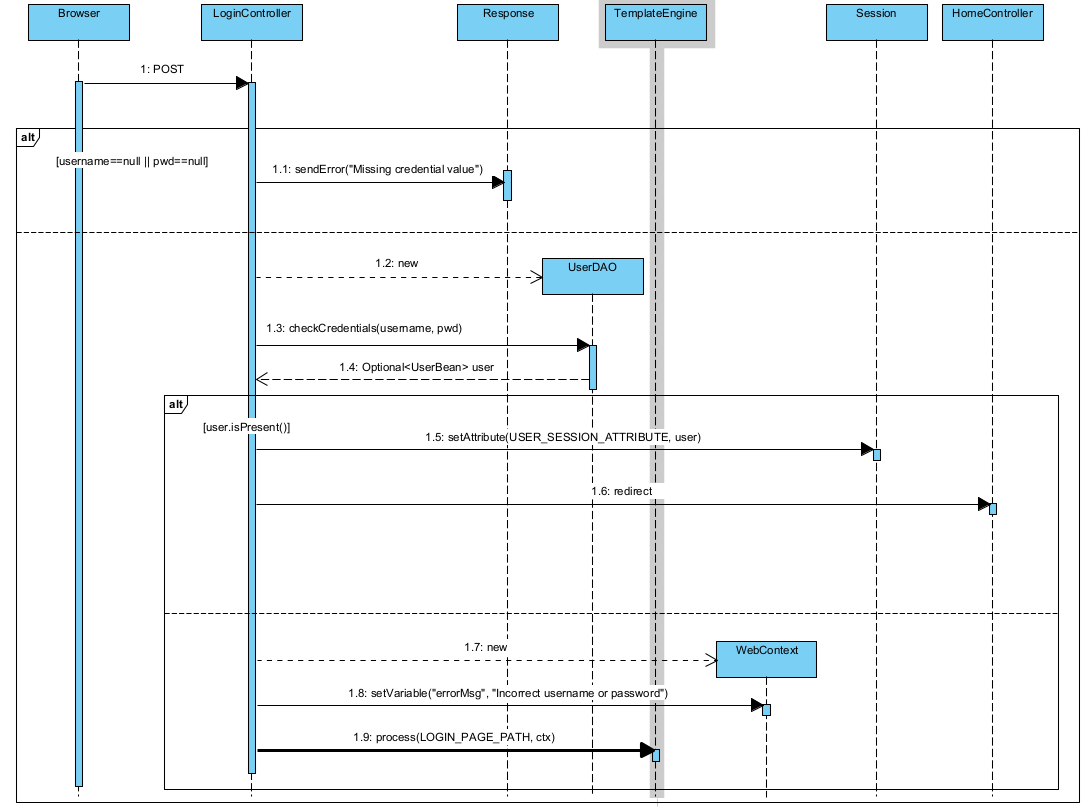 Browser
LoginController
Response
TemplateEngine
Session
HomeController
1: POST
alt
[username==null || pwd==null]
1.1: sendError("Missing credential value")
1.2: new
UserDAO
1.3: checkCredentials(username, pwd)
1.4: Optional<UserBean> user
alt
[user.isPresent()]
1.5: setAttribute(USER_SESSION_ATTRIBUTE, user)
1.6: redirect
1.7: new
WebContext
1.8: setVariable("errorMsg", "Incorrect username or password")
1.9: process(LOGIN_PAGE_PATH, ctx)